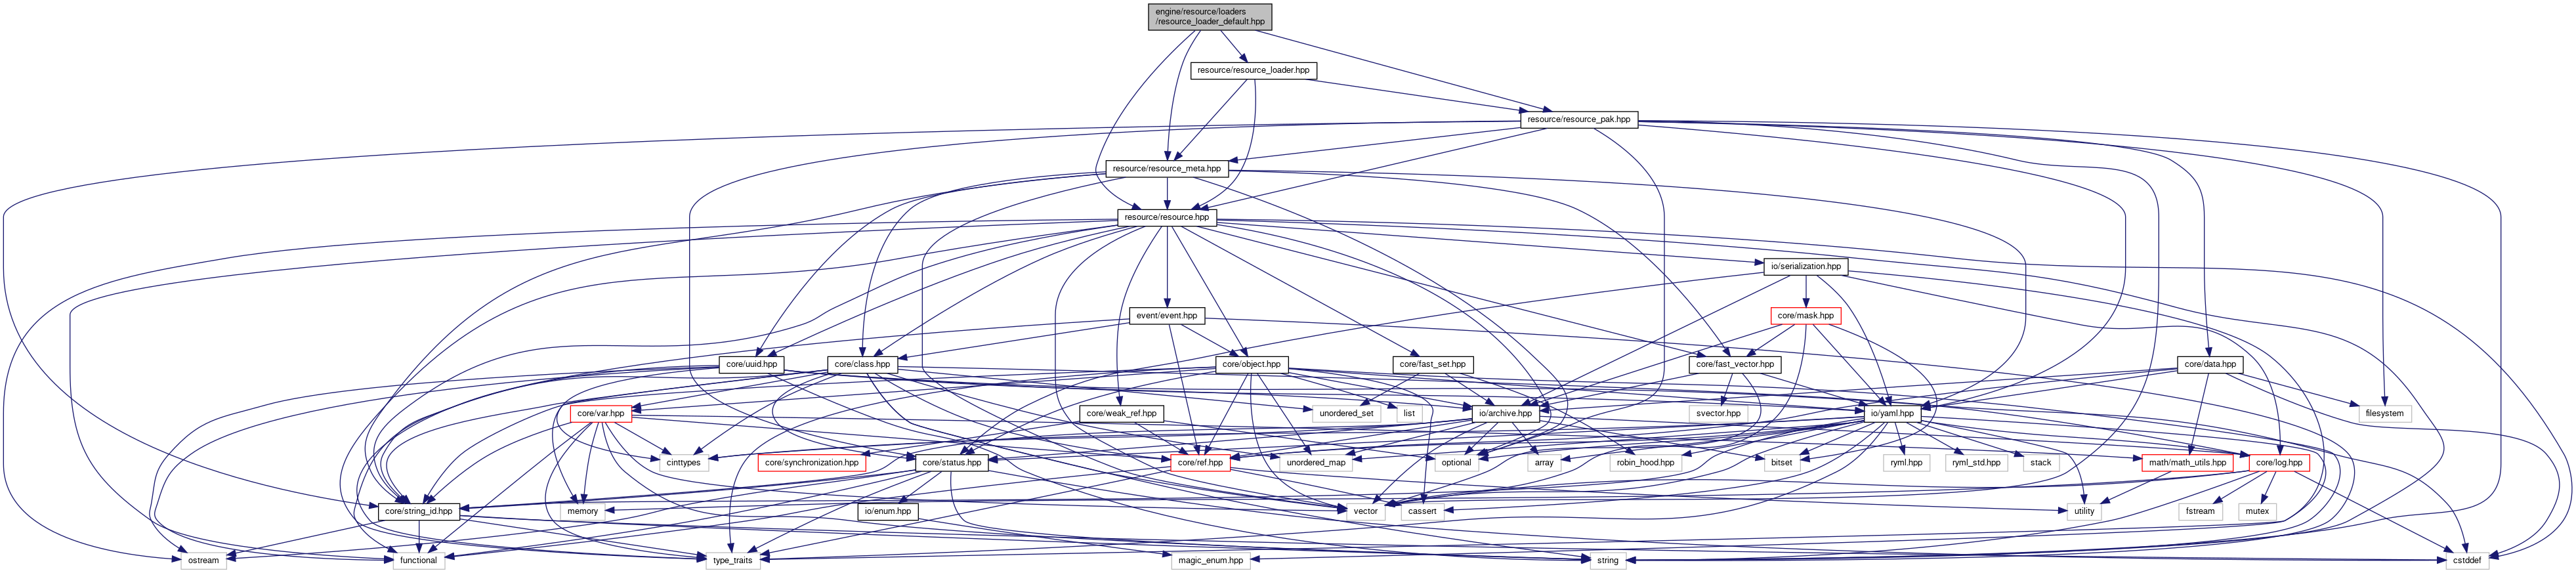 engine/resource/loaders
/resource_loader_default.hpp
resource/resource_loader.hpp
resource/resource_pak.hpp
resource/resource_meta.hpp
resource/resource.hpp
io/serialization.hpp
event/event.hpp
core/mask.hpp
core/uuid.hpp
core/class.hpp
core/object.hpp
core/fast_set.hpp
core/fast_vector.hpp
core/data.hpp
core/var.hpp
core/weak_ref.hpp
unordered_set
list
io/archive.hpp
svector.hpp
io/yaml.hpp
filesystem
cinttypes
core/synchronization.hpp
core/status.hpp
core/ref.hpp
unordered_map
optional
array
robin_hood.hpp
bitset
ryml.hpp
ryml_std.hpp
stack
math/math_utils.hpp
core/log.hpp
core/string_id.hpp
memory
io/enum.hpp
vector
cassert
utility
fstream
mutex
ostream
functional
type_traits
magic_enum.hpp
string
cstddef